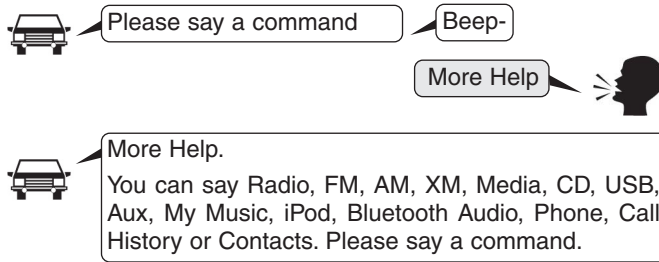 Please say a command
Beep-
More Help
More Help.
You can say Radio, FM, AM, XM, Media, CD, USB,
Aux, My Music, iPod, Bluetooth Audio, Phone, Call
History or Contacts. Please say a command.